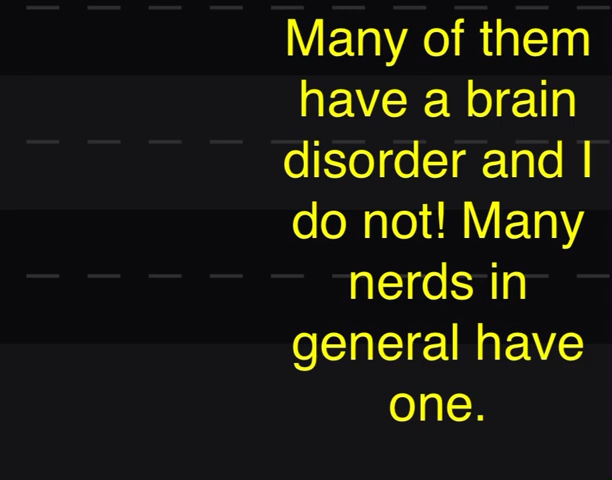 Many of them
have a brain
disorder and I
do not! Many
nerds in
general have
one.